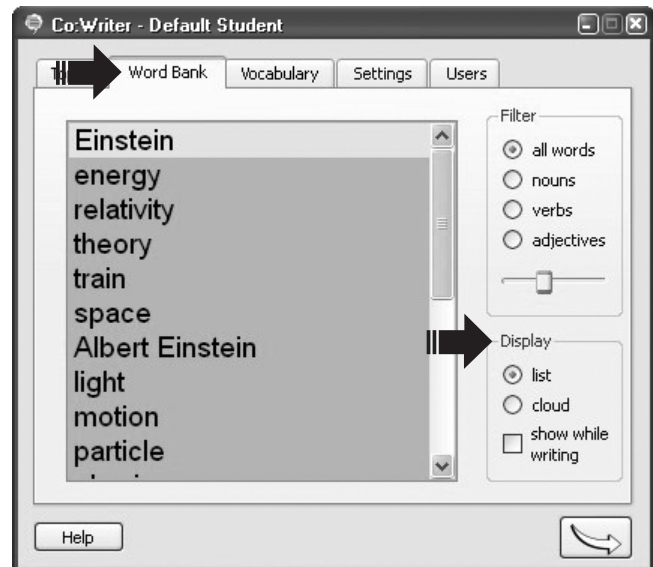 Co:Writer - Default Student
Word Bank
Vocabulary
Settings
Users
Einstein
energy
relativity
theory
train
space
Albert Einstein
light
motion
particle
Filter
all words
nouns
verbs
adjectives
Display
list
cloud
show while
writing
Help